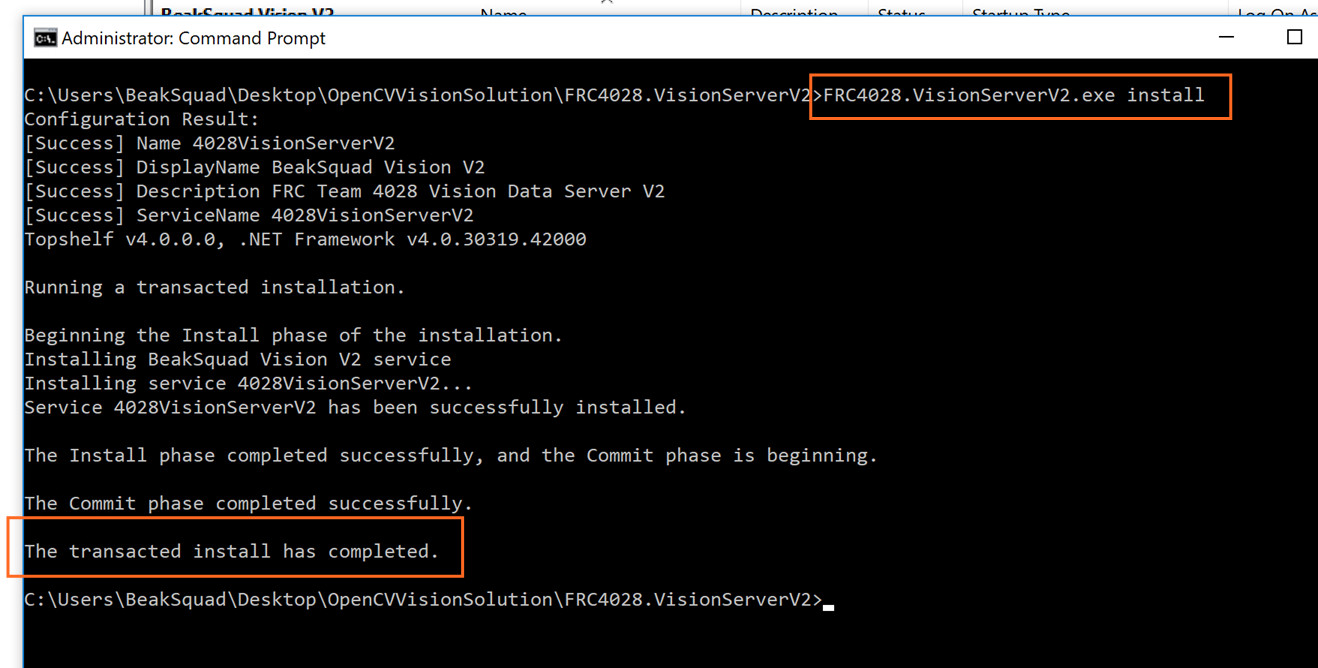 BeakSquad Vision V2 Name Description Status Startup Type Log On As
Administrator: Command Prompt
C:\Users\BeakSquad\Desktop\OpenCVVisionSolution\FRC4028.VisionServerV2>FRC4028.VisionServerV2.exe install
Configuration Result:
[Success] Name 4028VisionServerV2
[Success] DisplayName BeakSquad Vision V2
[Success] Description FRC Team 4028 Vision Data Server V2
[Success] ServiceName 4028VisionServerV2
Topshelf v4.0.0.0, .NET Framework v4.0.30319.42000
Running a transacted installation.
Beginning the Install phase of the installation.
Installing BeakSquad Vision V2 service
Installing service 4028VisionServerV2...
Service 4028VisionServerV2 has been successfully installed.
The Install phase completed successfully, and the Commit phase is beginning.
The Commit phase completed successfully.
The transacted install has completed.
C:\Users\BeakSquad\Desktop\OpenCVVisionSolution\FRC4028.VisionServerV2>